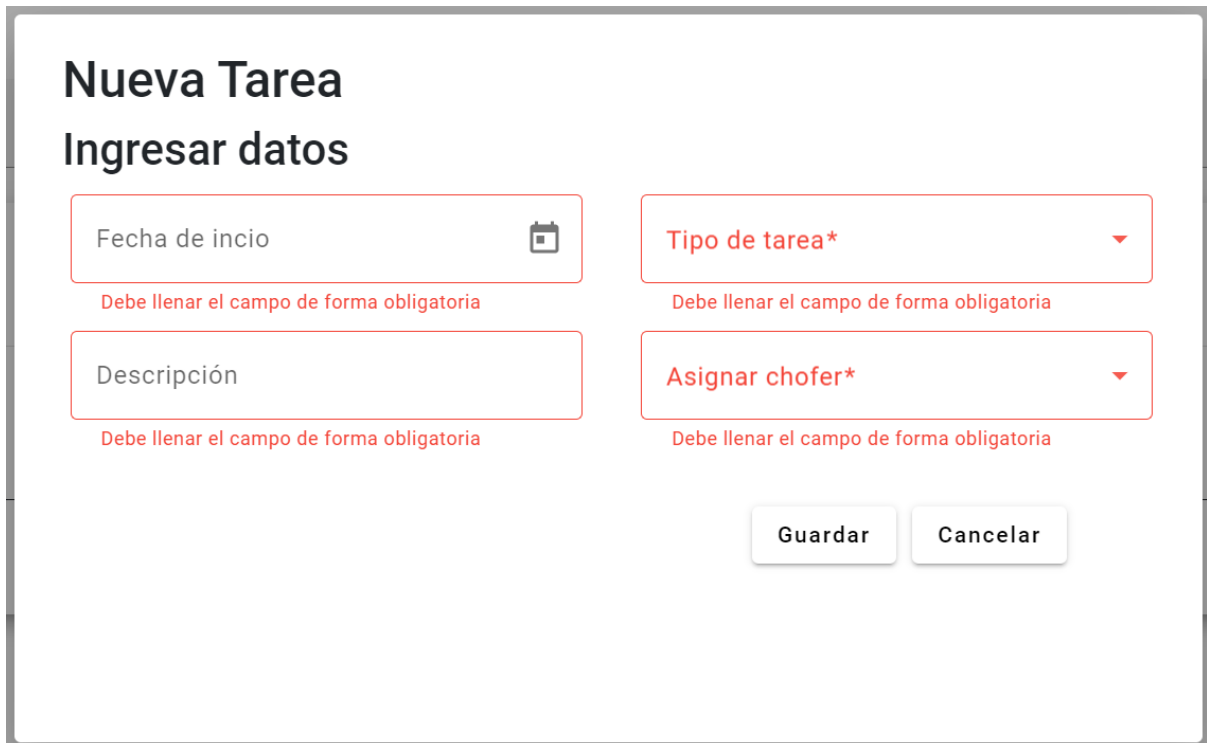 Nueva Tarea
Ingresar datos
Fecha de incio
Tipo de tarea*
Debe llenar el campo de forma obligatoria
Debe llenar el campo de forma obligatoria
Descripción
Asignar chofer*
Debe llenar el campo de forma obligatoria
Debe llenar el campo de forma obligatoria
Guardar
Cancelar